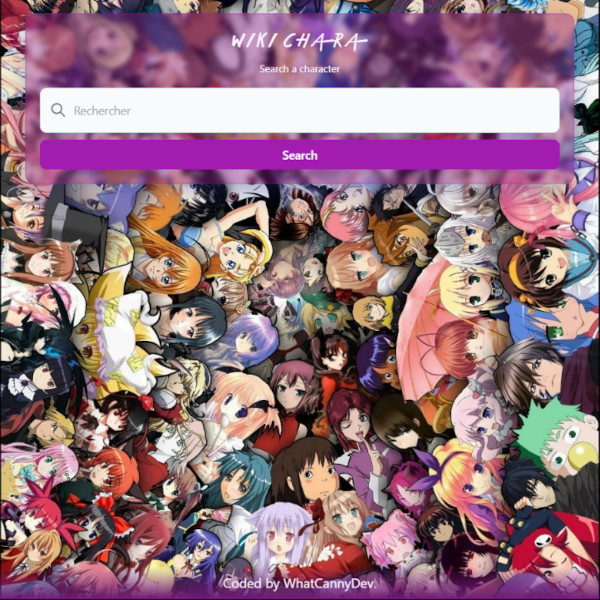 WIKI CHARA
Search a character
Rechercher
Search
Coded by WhatCannyDev.